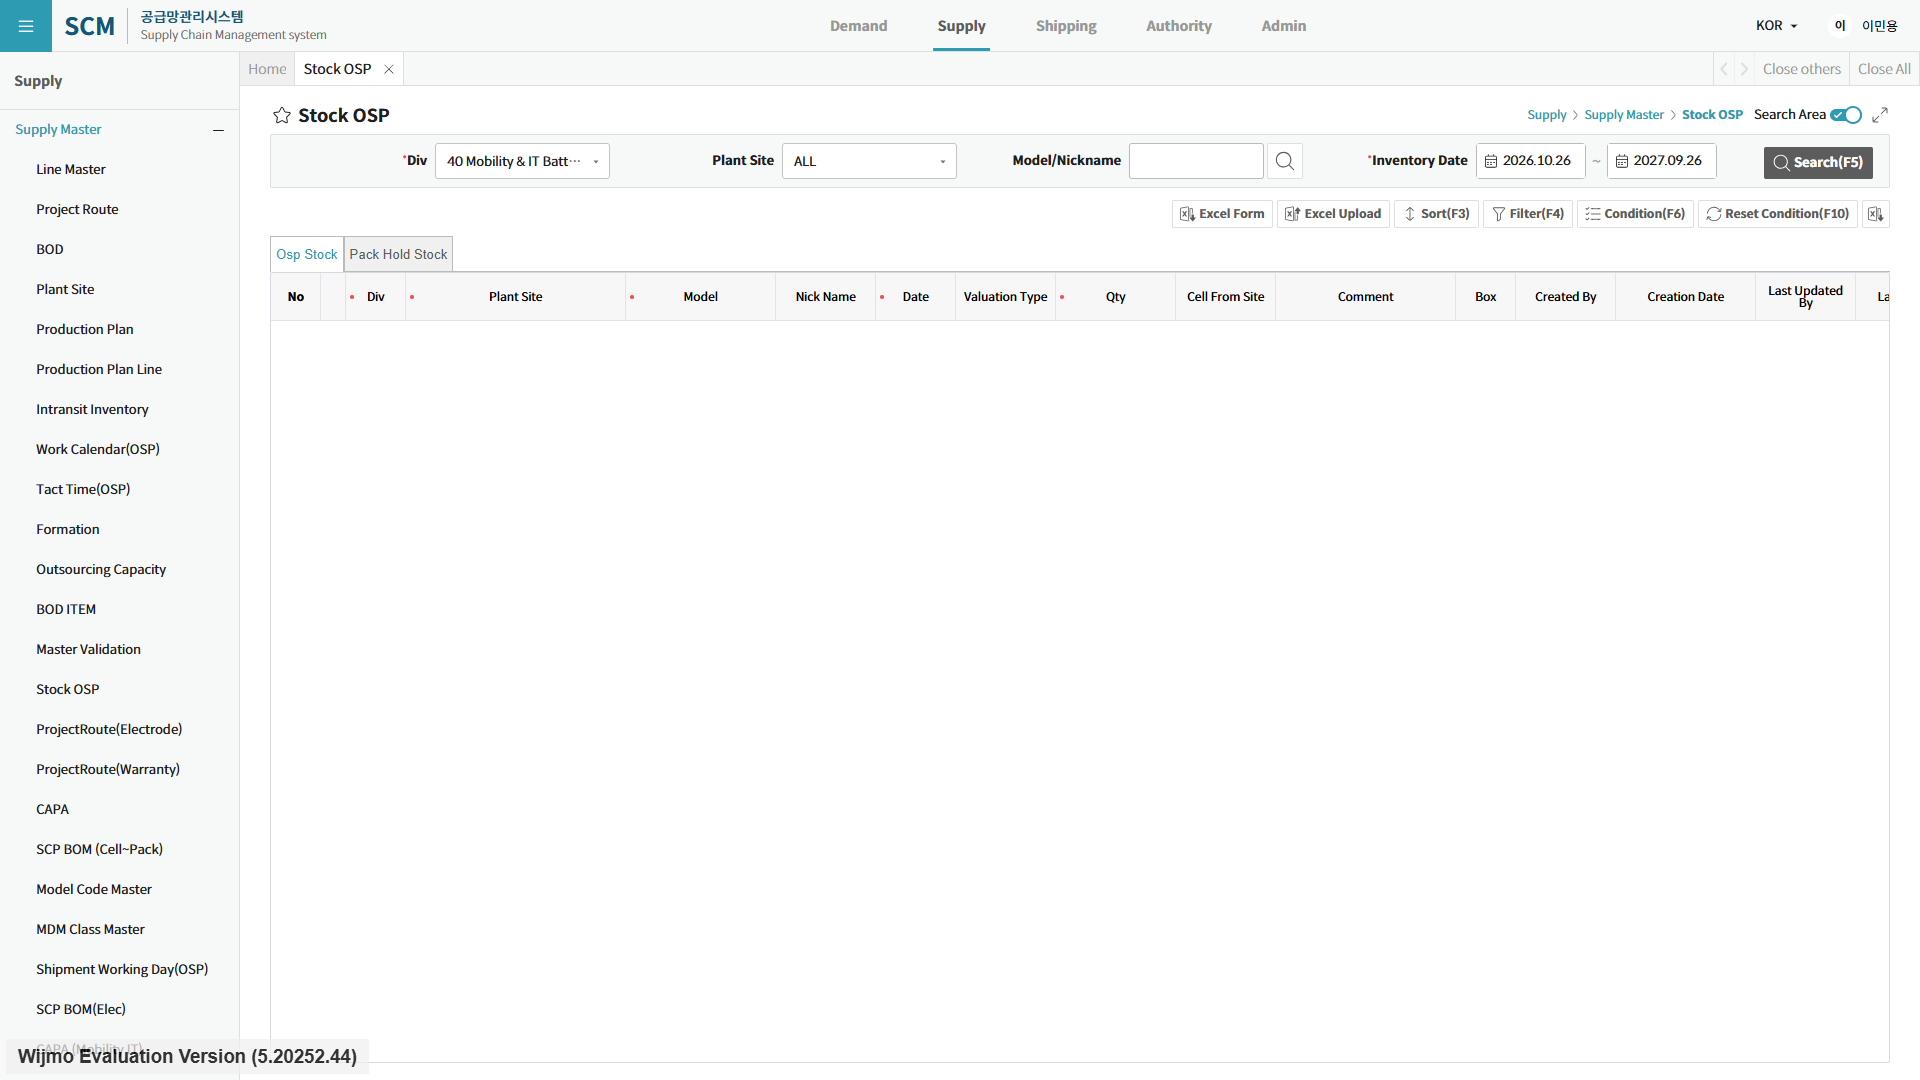 SCM
공급망관리시스템
Supply Chain Management system
Demand
Supply
Shipping
Authority
Admin
KOR
이
이민용
Supply
Home
Stock OSP
Close others
Close All
Supply Master
Line Master
Project Route
BOD
Plant Site
Production Plan
Production Plan Line
Intransit Inventory
Work Calendar(OSP)
Tact Time(OSP)
Formation
Outsourcing Capacity
BOD ITEM
Master Validation
Stock OSP
ProjectRoute(Electrode)
ProjectRoute(Warranty)
CAPA
SCP BOM (Cell~Pack)
Model Code Master
MDM Class Master
Shipment Working Day(OSP)
SCP BOM(Elec)
CAPA (Mobility IT)
Wijmo Evaluation Version (5.20252.44)
Stock OSP
Supply > Supply Master > Stock OSP
Search Area
*Div
40 Mobility & IT Batt···
Plant Site
ALL
Model/Nickname
*Inventory Date
2026.10.26 ~ 2027.09.26
Search(F5)
Excel Form
Excel Upload
Sort(F3)
Filter(F4)
Condition(F6)
Reset Condition(F10)
Osp Stock
Pack Hold Stock
No
Div
Plant Site
Model
Nick Name
Date
Valuation Type
Qty
Cell From Site
Comment
Box
Created By
Creation Date
Last Updated
By
La